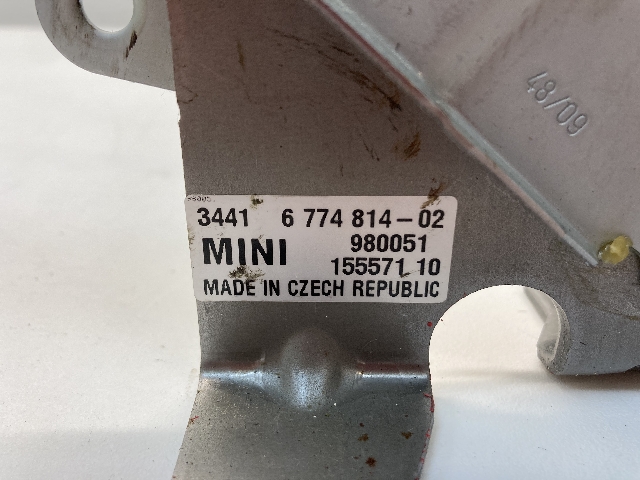 48/09
3441 6 774 814-02
MINI 980051
155571 10
MADE IN CZECH REPUBLIC